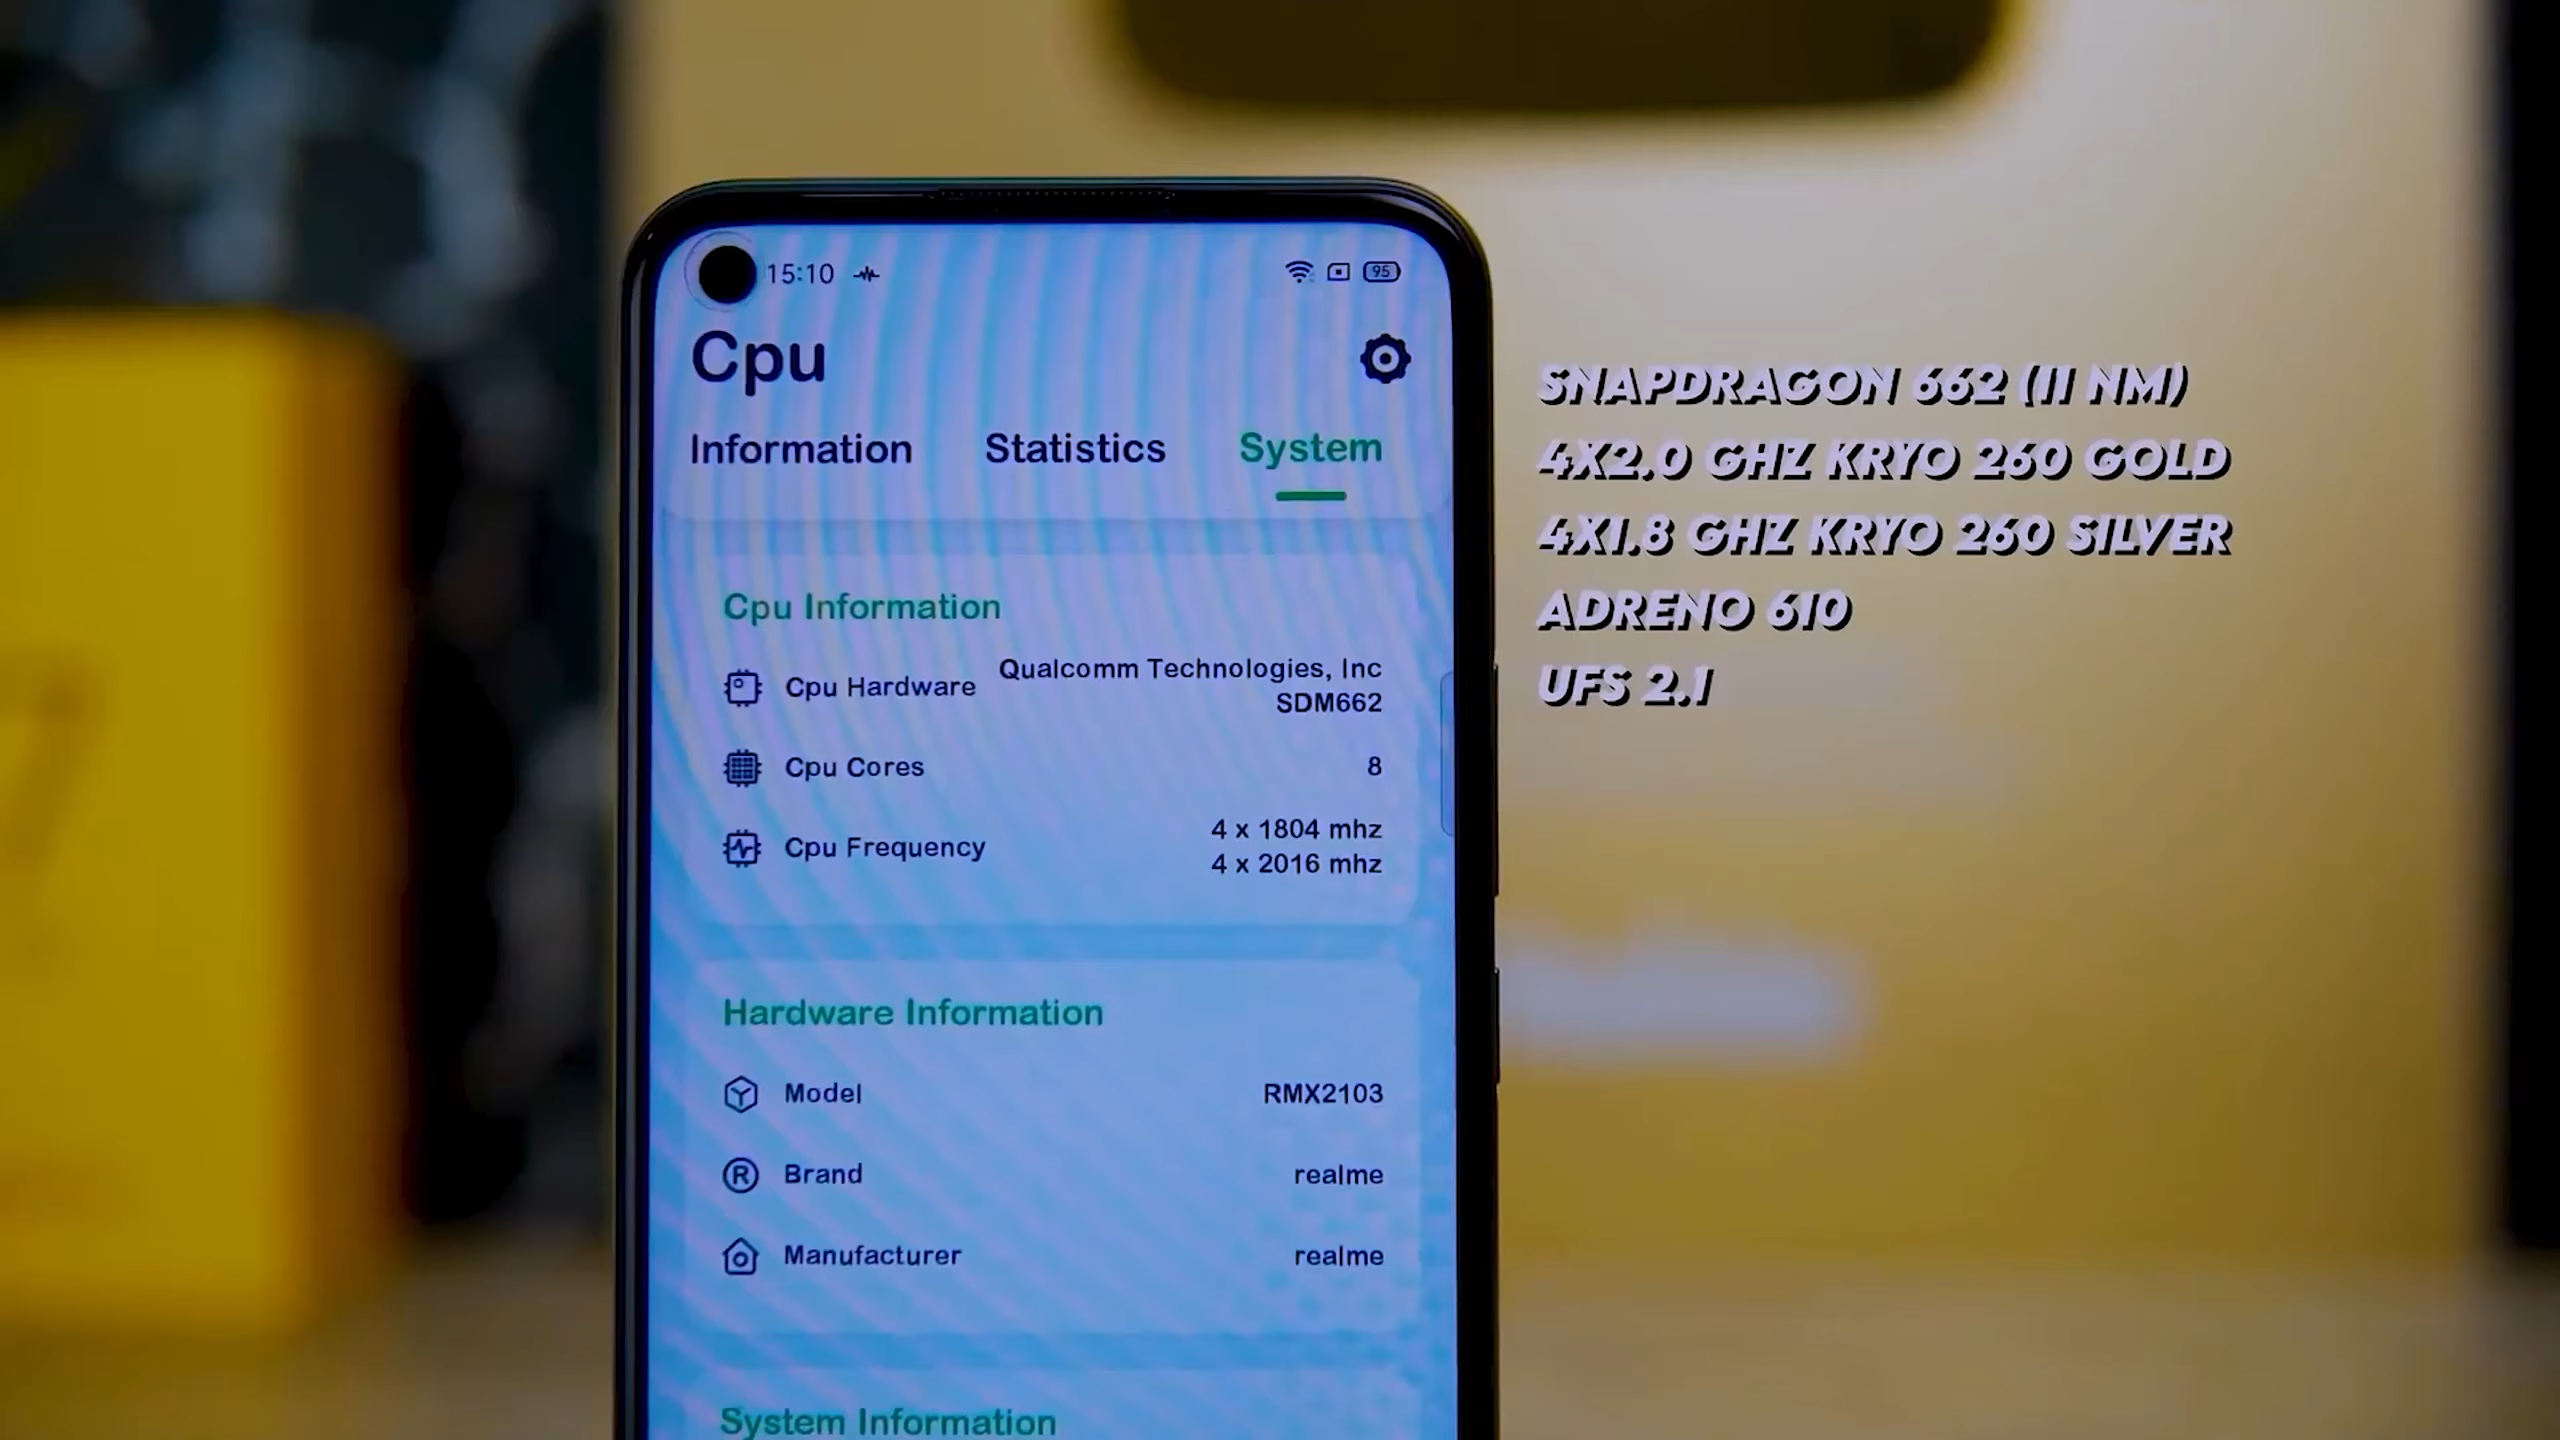 15:10
95
Cpu
Information Statistics System
Cpu Information
Cpu Hardware Qualcomm Technologies, Inc
SDM662
Cpu Cores 8
Cpu Frequency 4 x 1804 mhz
4 x 2016 mhz
Hardware Information
Model RMX2103
R Brand realme
Manufacturer realme
System Information
SNAPDRAGON 662 (11 NM)
4X2.0 GHZ KRYO 260 GOLD
4X1.8 GHZ KRYO 260 SILVER
ADRENO 610
UFS 2.1
7